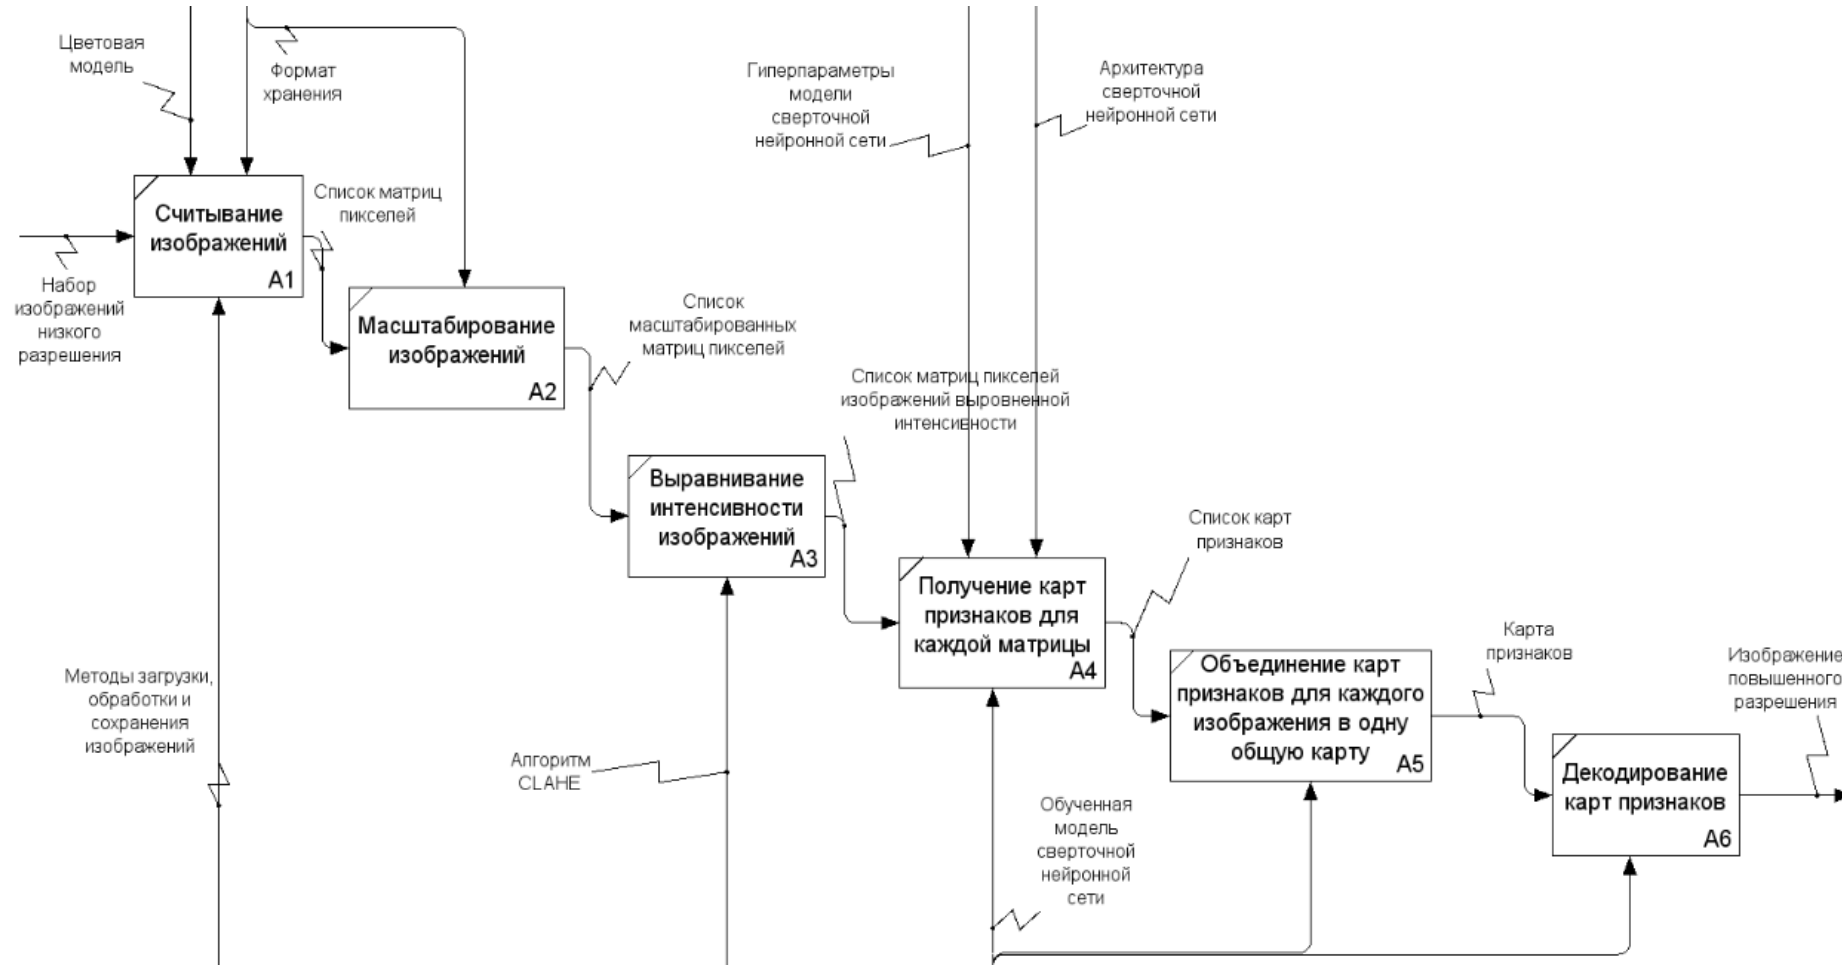 Цветовая
модель
Формат
хранения
Гиперпараметры
модели
сверточной
нейронной сети
Архитектура
сверточной
нейронной сети
Считывание
изображений
A1
Список матриц
пикселей
Набор
изображений
низкого
разрешения
Масштабирование
изображений
A2
Список
масштабированных
матриц пикселей
Список матриц пикселей
изображений выровненной
интенсивности
Выравнивание
интенсивности
изображений
A3
Список карт
признаков
Получение карт
признаков для
каждой матрицы
A4
Методы загрузки,
обработки и
сохранения
изображений
Алгоритм
CLAHE
Обученная
модель
сверточной
нейронной
сети
Объединение карт
признаков для каждого
изображения в одну
общую карту
A5
Карта
признаков
Изображение
повышенного
разрешения
Декодирование
карт признаков
A6